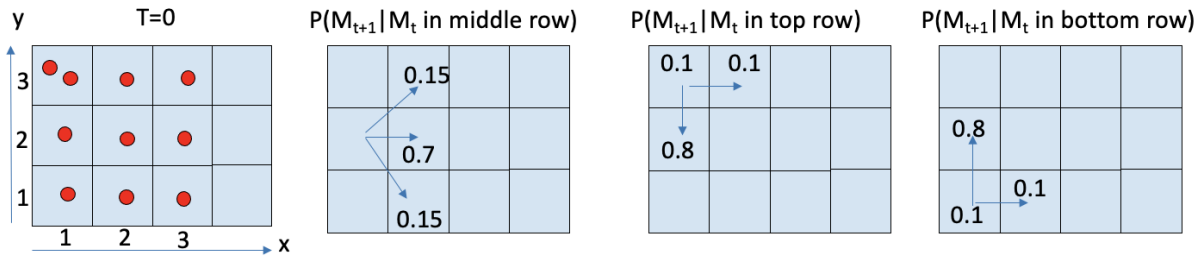 y
T=0
3
2
1
1 2 3
x
P(Mt+1|Mt in middle row)
0.15
0.7
0.15
P(Mt+1|Mt in top row)
0.1 0.1
0.8
P(Mt+1|Mt in bottom row)
0.8
0.1
0.1